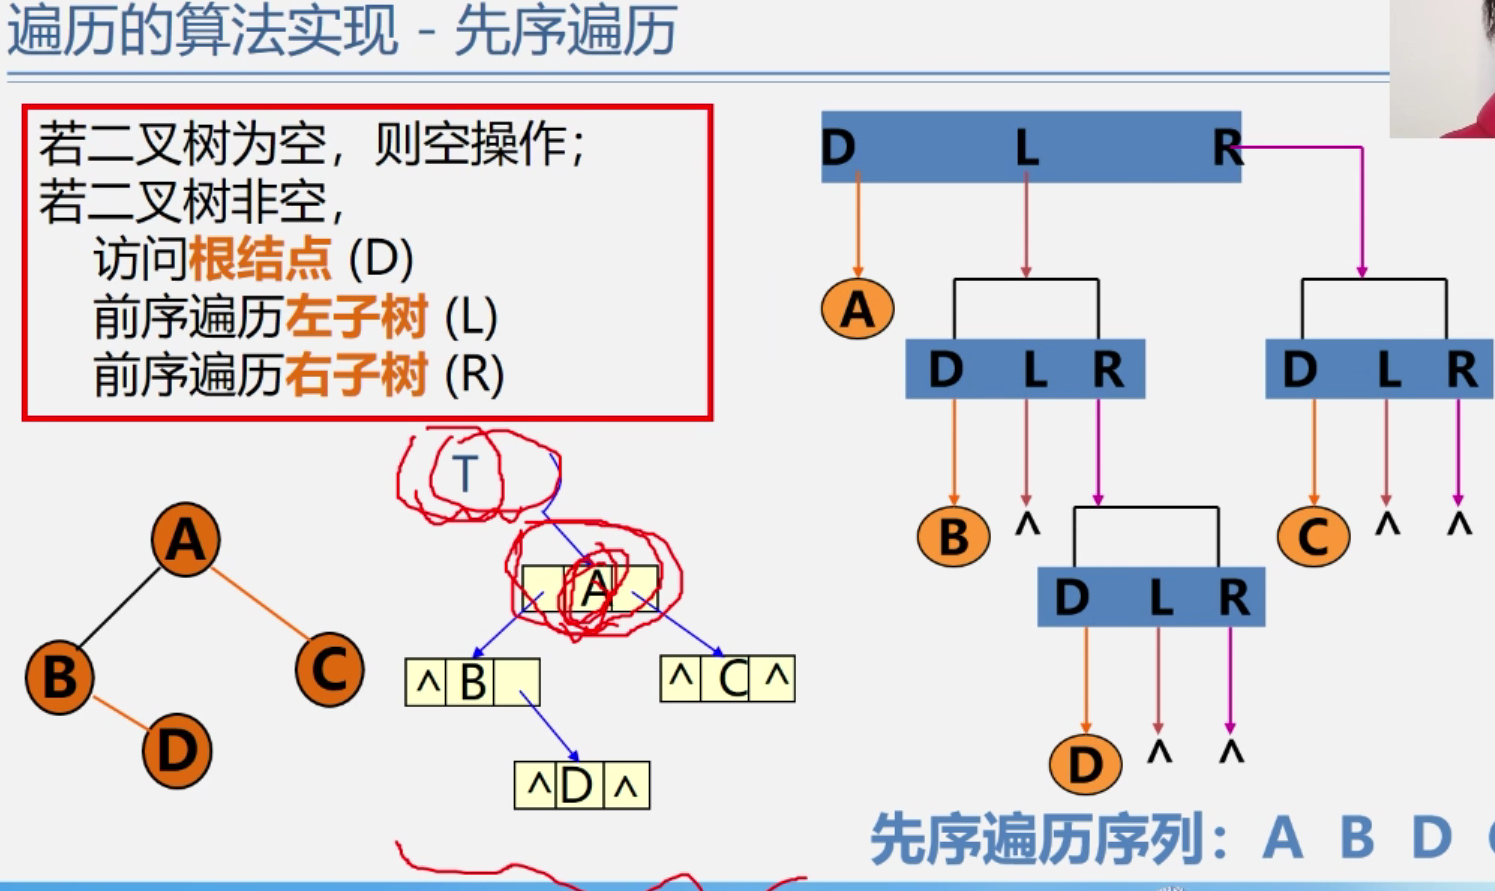 遍历的算法实现 - 先序遍历
若二叉树为空，则空操作；
若二叉树非空，
访问根结点 (D)
前序遍历左子树 (L)
前序遍历右子树 (R)
D L R
A
D L R
D L R
B ^
C ^ ^
D L R
D ^ ^
T
A
^ B
^ C ^
^ D ^
A
B
C
D
先序遍历序列：A B D